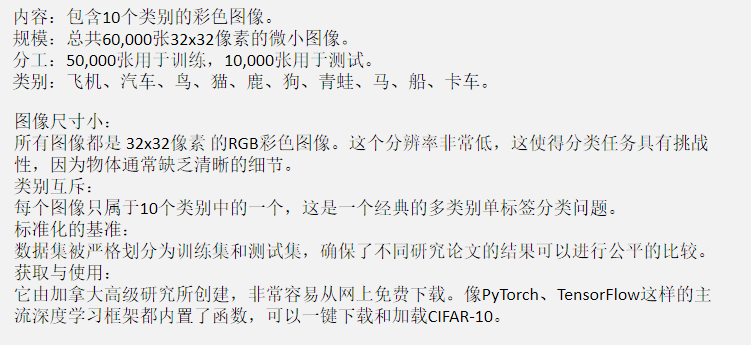 内容：包含10个类别的彩色图像。
规模：总共60,000张32x32像素的微小图像。
分工：50,000张用于训练，10,000张用于测试。
类别：飞机、汽车、鸟、猫、鹿、狗、青蛙、马、船、卡车。
图像尺寸小：
所有图像都是 32x32像素 的RGB彩色图像。这个分辨率非常低，这使得分类任务具有挑战
性，因为物体通常缺乏清晰的细节。
类别互斥：
每个图像只属于10个类别中的一个，这是一个经典的多类别单标签分类问题。
标准化的基准：
数据集被严格划分为训练集和测试集，确保了不同研究论文的结果可以进行公平的比较。
获取与使用：
它由加拿大高级研究所创建，非常容易从网上免费下载。像PyTorch、TensorFlow这样的主
流深度学习框架都内置了函数，可以一键下载和加载CIFAR-10。